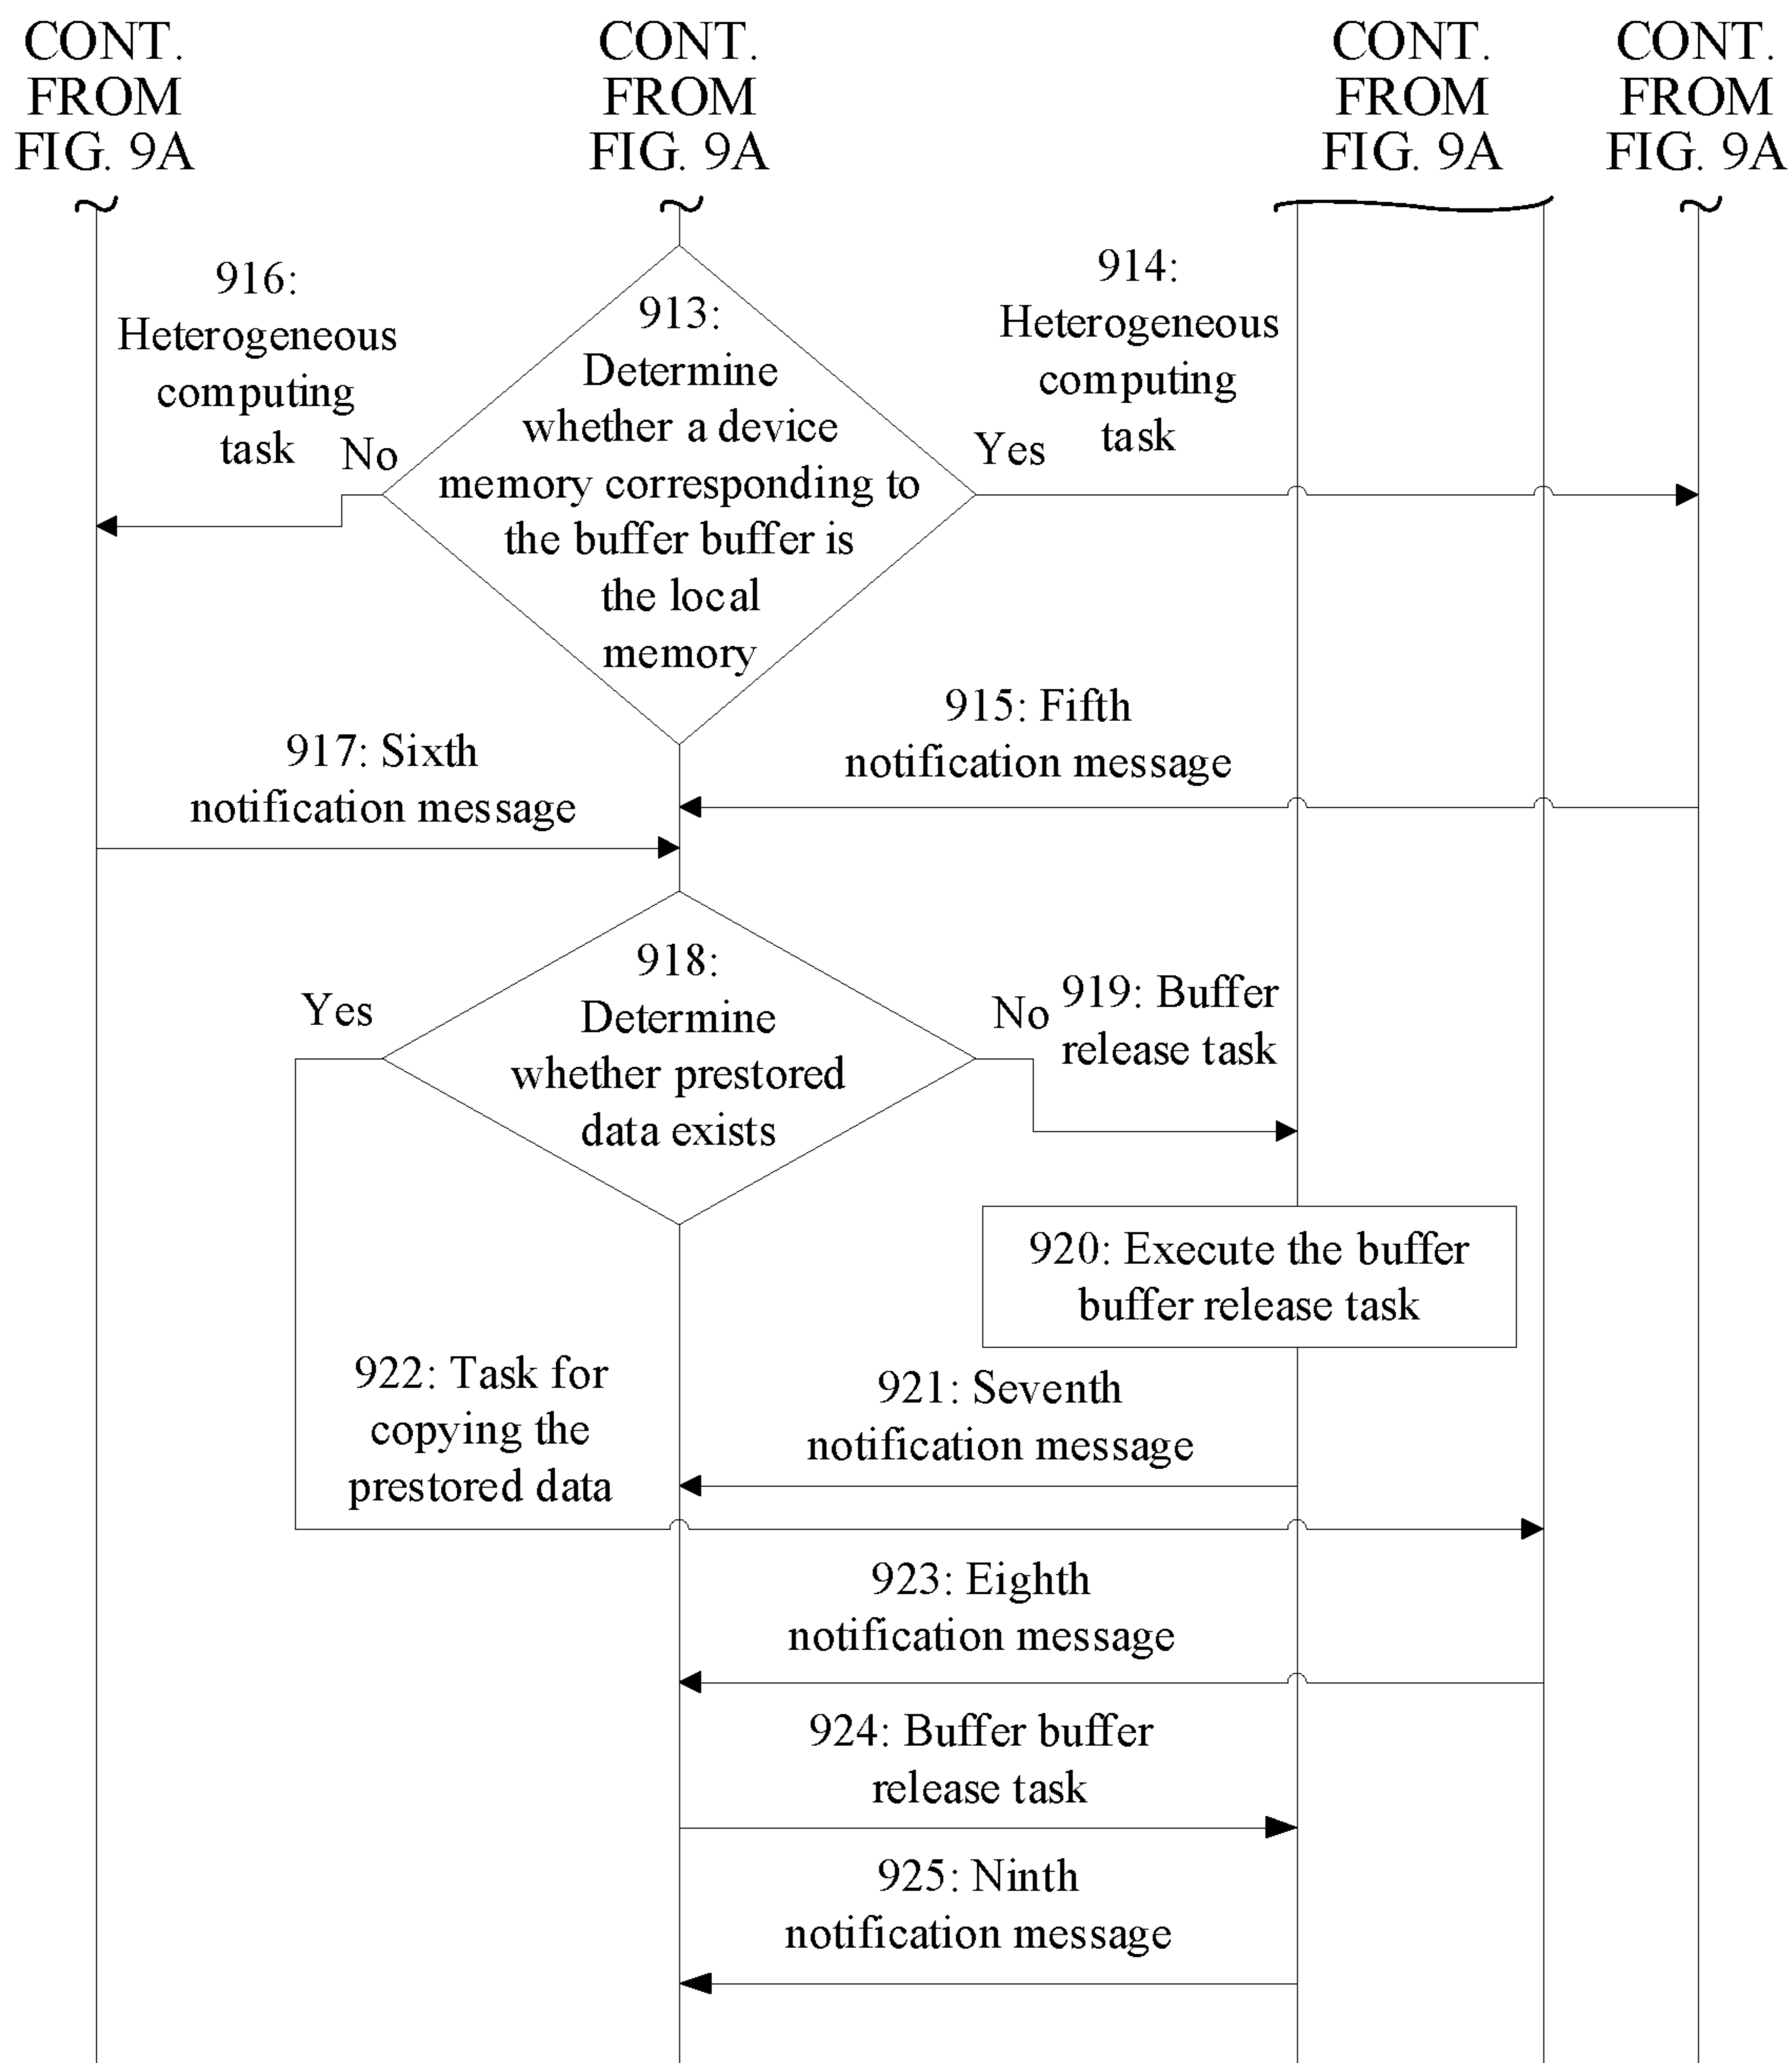 CONT.
FROM
FIG. 9A
CONT.
FROM
FIG. 9A
CONT.
FROM
FIG. 9A
CONT.
FROM
FIG. 9A
916:
Heterogeneous
computing
task
No
913:
Determine
whether a device
memory corresponding to
the buffer buffer is
the local
memory
914:
Heterogeneous
computing
task
Yes
915: Fifth
notification message
917: Sixth
notification message
918:
Determine
whether prestored
data exists
Yes
No
919: Buffer
release task
920: Execute the buffer
buffer release task
922: Task for
copying the
prestored data
921: Seventh
notification message
923: Eighth
notification message
924: Buffer buffer
release task
925: Ninth
notification message